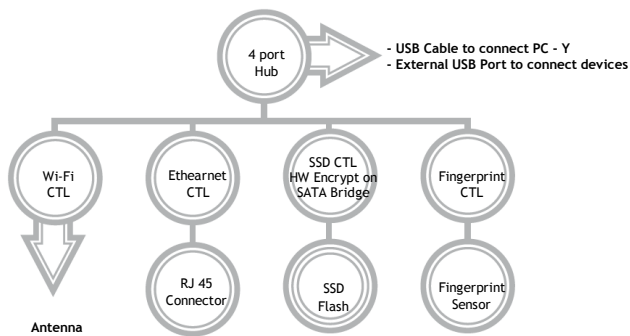 4 port
Hub
- USB Cable to connect PC - Y
- External USB Port to connect devices
Wi-Fi
CTL
Ethearnet
CTL
SSD CTL
HW Encrypt on
SATA Bridge
Fingerprint
CTL
Antenna
RJ 45
Connector
SSD
Flash
Fingerprint
Sensor